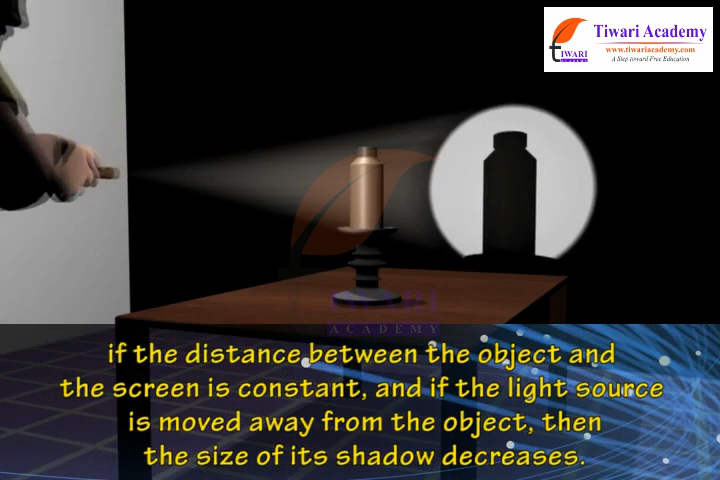 Tiwari Academy
www.tiwariacademy.com
A Step toward Free Education
TIWARI
ACADEMY
TIWARI
ACADEMY
if the distance between the object and
the screen is constant, and if the light source
is moved away from the object, then
the size of its shadow decreases.